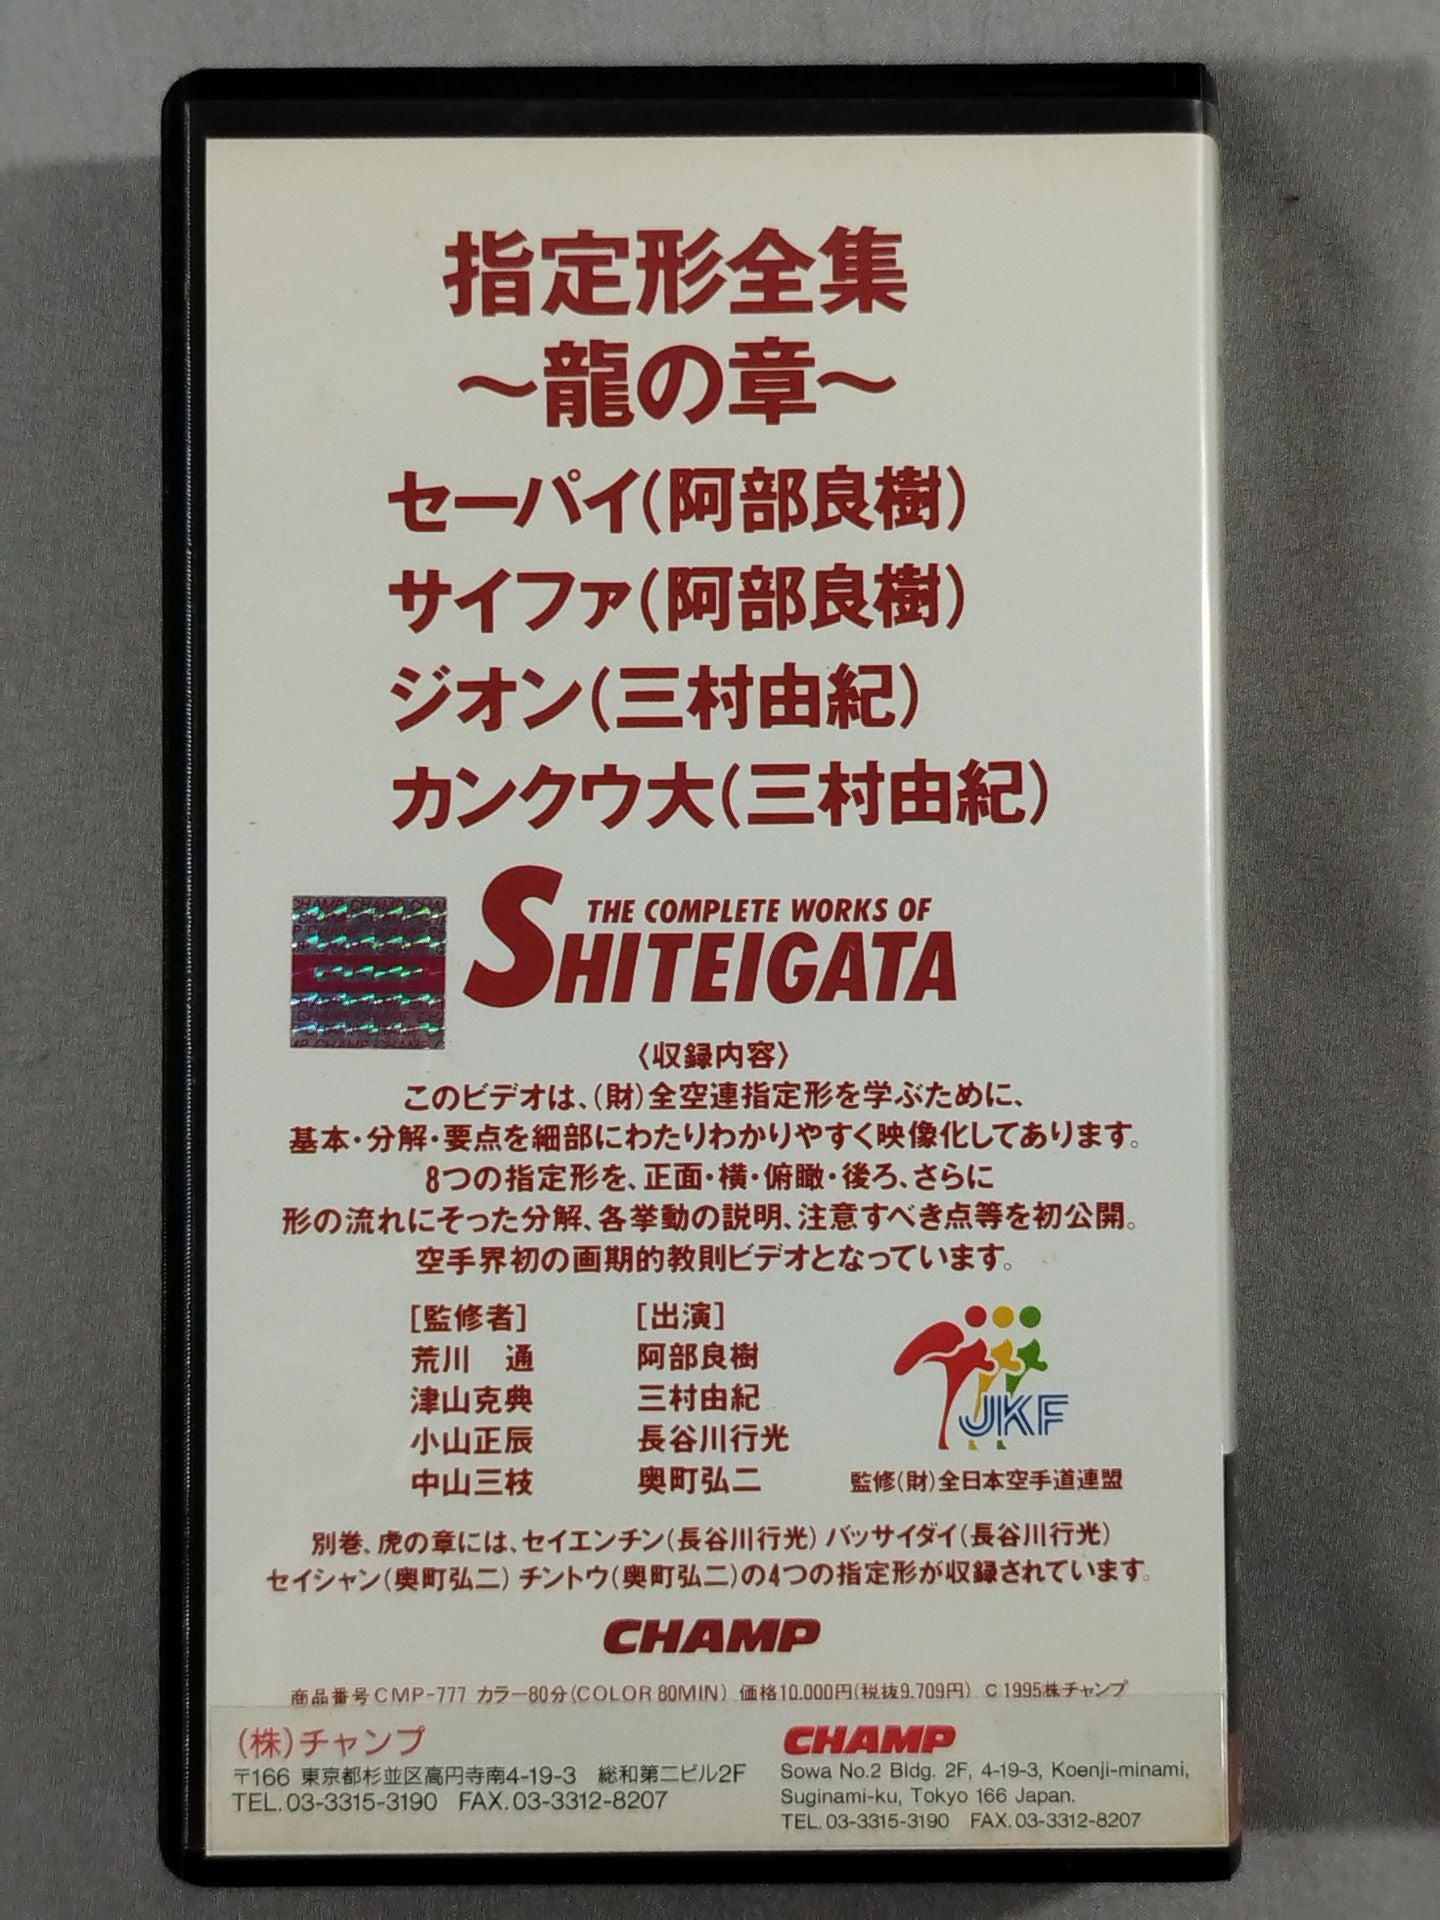 指定形全集
～龍の章～
セーパイ(阿部良樹)
サイファ(阿部良樹)
ジオン(三村由紀)
カンクウ大(三村由紀)
THE COMPLETE WORKS OF
SHITEIGATA
〈収録内容〉
このビデオは、(財)全空連指定形を学ぶために、
基本・分解・要点を細部にわたりわかりやすく映像化してあります。
8つの指定形を、正面・横・俯瞰・後ろ、さらに
形の流れにそった分解、各挙動の説明、注意すべき点等を初公開。
空手界初の画期的教則ビデオとなっています。
[監修者] [出演]
荒川 通 阿部良樹
津山克典 三村由紀
小山正辰 長谷川行光
中山三枝 奥町弘二
JKF
監修(財)全日本空手道連盟
別巻、虎の章には、セイエンチン(長谷川行光) バッサイダイ(長谷川行光)
セイシャン(奥町弘二) チントウ(奥町弘二)の4つの指定形が収録されています。
CHAMP
商品番号CMP-777 カラー80分(COLOR 80MIN) 価格10.000円(税抜9.709円) C 1995㈱チャンプ
(株)チャンプ
〒166 東京都杉並区高円寺南4-19-3 総和第二ビル2F
TEL.03-3315-3190 FAX.03-3312-8207
CHAMP
Sowa No.2 Bldg. 2F, 4-19-3, Koenji-minami,
Suginami-ku, Tokyo 166 Japan.
TEL.03-3315-3190 FAX.03-3312-8207